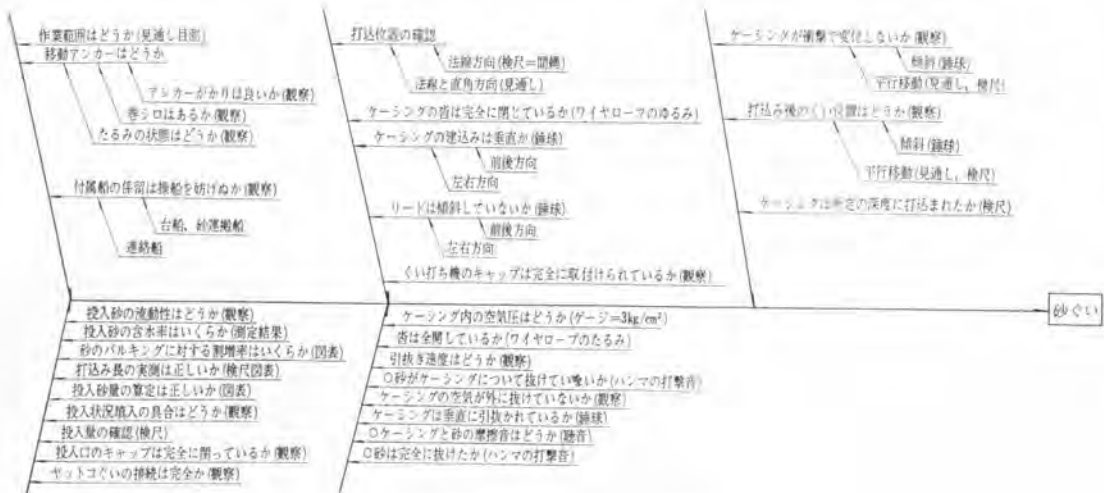 作業範囲はどうか(見通し目部)
移動アンカーはどうか
アンカーがかりは良いか(観察)
巻シロはあるか(観察)
たるみの状態はどうか(観察)
付属船の係留は操船を妨げぬか(観察)
台船、砂運搬船
連絡船
打込位置の確認
法線方向(検尺=間縄)
法線と直角方向(見通し)
ケーシングの沓は完全に閉じているか(ワイヤロープのゆるみ)
ケーシングの建込みは垂直か(錘球)
前後方向
左右方向
リードは傾斜していないか(錘球)
前後方向
左右方向
くい打ち機のキャップは完全に取付けられているか(観察)
ケーシングが衝撃で変位しないか(観察)
傾斜(錘球)
平行移動(見通し,検尺)
打込み後のくい位置はどうか(観察)
傾斜(錘球)
平行移動(見通し,検尺)
ケーシングは所定の深度に打込まれたか(検尺)
砂ぐい
投入砂の流動性はどうか(観察)
投入砂の含水率はいくらか(測定結果)
砂のバルキングに対する割増率はいくらか(図表)
打込み長の実測は正しいか(検尺図表)
投入砂量の算定は正しいか(図表)
投入状況填入の具合はどうか(観察)
投入量の確認(検尺)
投入口のキャップは完全に閉っているか(観察)
ヤットコぐいの接続は完全か(観察)
ケーシング内の空気圧はどうか(ゲージ=3kg/cm²)
沓は全開しているか(ワイヤロープのたるみ)
引抜き速度はどうか(観察)
○砂がケーシングについて抜けて喰いか(ハンマの打撃音)
ケーシングの空気が外に抜けていないか(観察)
ケーシングは垂直に引抜かれているか(錘球)
○ケーシングと砂の摩擦音はどうか(聴音)
○砂は完全に抜けたか(ハンマの打撃音)